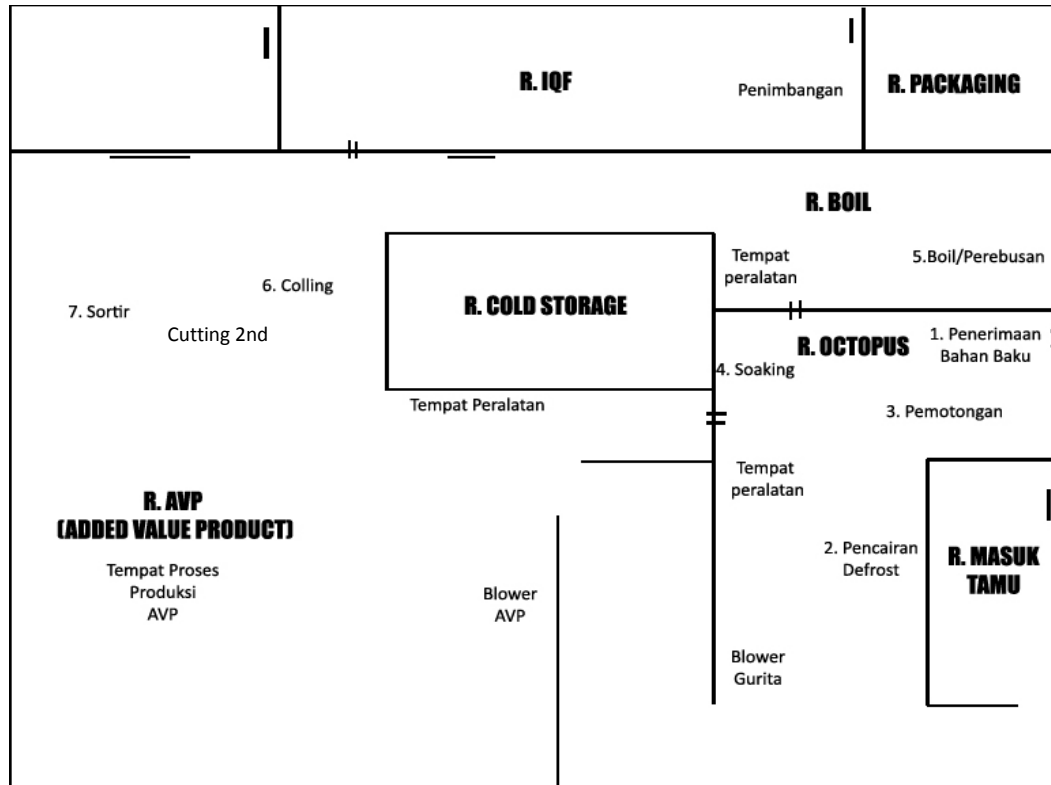 R. IQF
Penimbangan
R. PACKAGING
R. BOIL
Tempat
peralatan
5.Boil/Perebusan
6. Colling
7. Sortir
Cutting 2nd
R. COLD STORAGE
R. OCTOPUS
1. Penerimaan
Bahan Baku
4. Soaking
Tempat Peralatan
3. Pemotongan
Tempat
peralatan
R. AVP
(ADDED VALUE PRODUCT)
Tempat Proses
Produksi
AVP
Blower
AVP
2. Pencairan
Defrost
R. MASUK
TAMU
Blower
Gurita